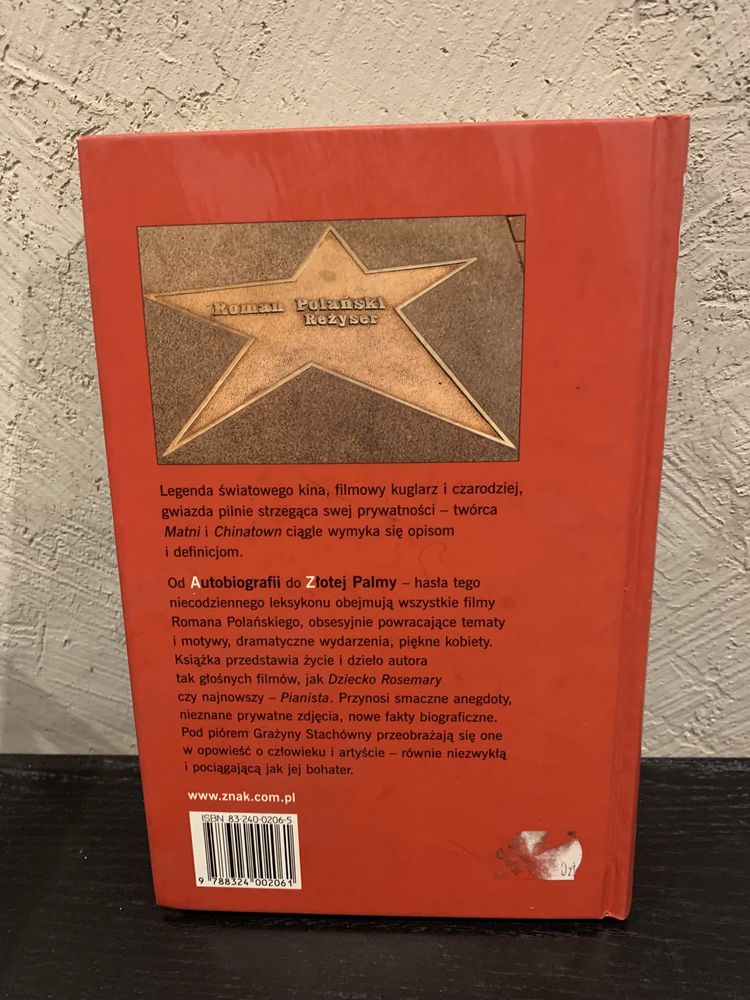 Roman Polański
Reżyser
Legenda światowego kina, filmowy kuglarz i czarodziej,
gwiazda pilnie strzegąca swej prywatności – twórca
Matni i Chinatown ciągle wymyka się opisom
i definicjom.
Od Autobiografii do Złotej Palmy – hasła tego
niecodziennego leksykonu obejmują wszystkie filmy
Romana Polańskiego, obsesyjnie powracające tematy
i motywy, dramatyczne wydarzenia, piękne kobiety.
Książka przedstawia życie i dzieło autora
tak głośnych filmów, jak Dziecko Rosemary
czy najnowszy – Pianista. Przynosi smaczne anegdoty,
nieznane prywatne zdjęcia, nowe fakty biograficzne.
Pod piórem Grażyny Stachówny przeobrażają się one
w opowieść o człowieku i artyście – równie niezwykłą
i pociągającą jak jej bohater.
www.znak.com.pl
ISBN 83-240-0206-5
9 788324 002061